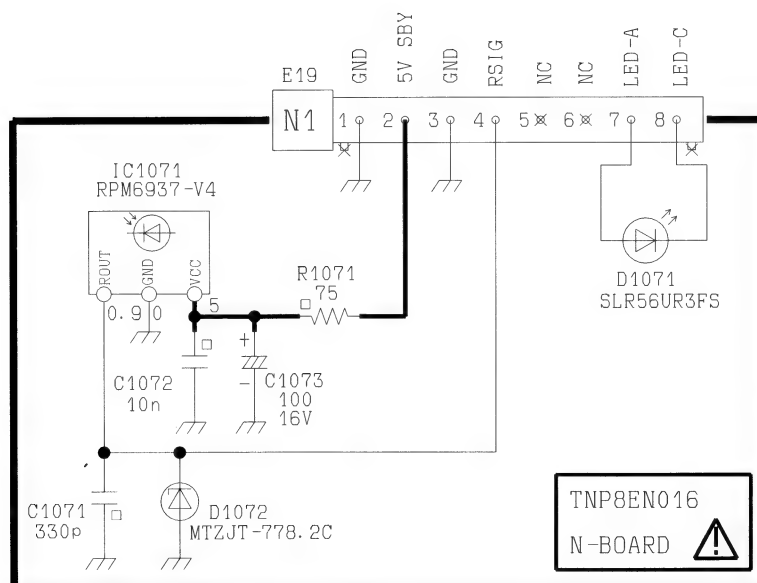 E19
GND
5V SBY
GND
RSIG
NC
NC
LED-A
LED-C
N1
1 2 3 4 5 6 7 8
IC1071
RPM6937-V4
ROUT
GND
VCC
0.9 0 5
R1071
75
D1071
SLR56UR3FS
C1072
10n
+
-
C1073
100
16V
C1071
330p
D1072
MTZJT-778.2C
TNP8EN016
N-BOARD